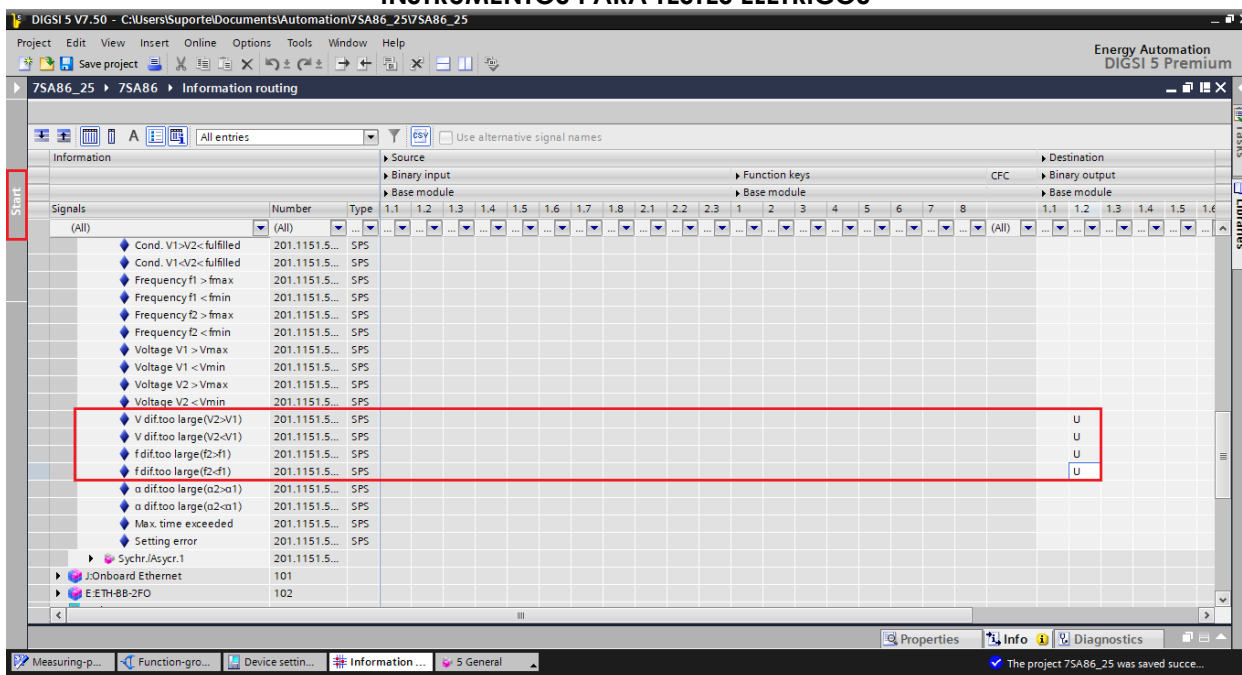 INSTRUMENTOS PARA TESTES ELÉTRICOS
DIGSI 5 V7.50 - C:\Users\Suporte\Documents\Automation\7SA86_25\7SA86_25
Project Edit View Insert Online Options Tools Window Help
Energy Automation
DIGSI 5 Premium
Save project
7SA86_25 7SA86 Information routing
All entries CSV Use alternative signal names
Tasks
Libraries
Start
Information Source Destination
Binary input Function keys CFC Binary output
Base module Base module Base module
Signals Number Type 1.1 1.2 1.3 1.4 1.5 1.6 1.7 1.8 2.1 2.2 2.3 1 2 3 4 5 6 7 8 1.1 1.2 1.3 1.4 1.5 1.6
(All) (All) ... ... ... ... ... ... ... ... ... ... ... ... ... ... ... ... ... ... ... ... (All) ... ... ... ... ... ...
Cond. V1>V2< fulfilled 201.1151.5... SPS
Cond. V1<V2< fulfilled 201.1151.5... SPS
Frequency f1 > fmax 201.1151.5... SPS
Frequency f1 < fmin 201.1151.5... SPS
Frequency f2 > fmax 201.1151.5... SPS
Frequency f2 < fmin 201.1151.5... SPS
Voltage V1 > Vmax 201.1151.5... SPS
Voltage V1 < Vmin 201.1151.5... SPS
Voltage V2 > Vmax 201.1151.5... SPS
Voltage V2 < Vmin 201.1151.5... SPS
V dif.too large(V2>V1) 201.1151.5... SPS U
V dif.too large(V2<V1) 201.1151.5... SPS U
f dif.too large(f2>f1) 201.1151.5... SPS U
f dif.too large(f2<f1) 201.1151.5... SPS U
α dif.too large(α2>α1) 201.1151.5... SPS
α dif.too large(α2<α1) 201.1151.5... SPS
Max. time exceeded 201.1151.5... SPS
Setting error 201.1151.5... SPS
Sychr./Asycr.1 201.1151.5...
J:Onboard Ethernet 101
E:ETH-BB-2FO 102
Properties Info Diagnostics
Measuring-p... Function-gro... Device settin... Information ... 5 General The project 7SA86_25 was saved succe...